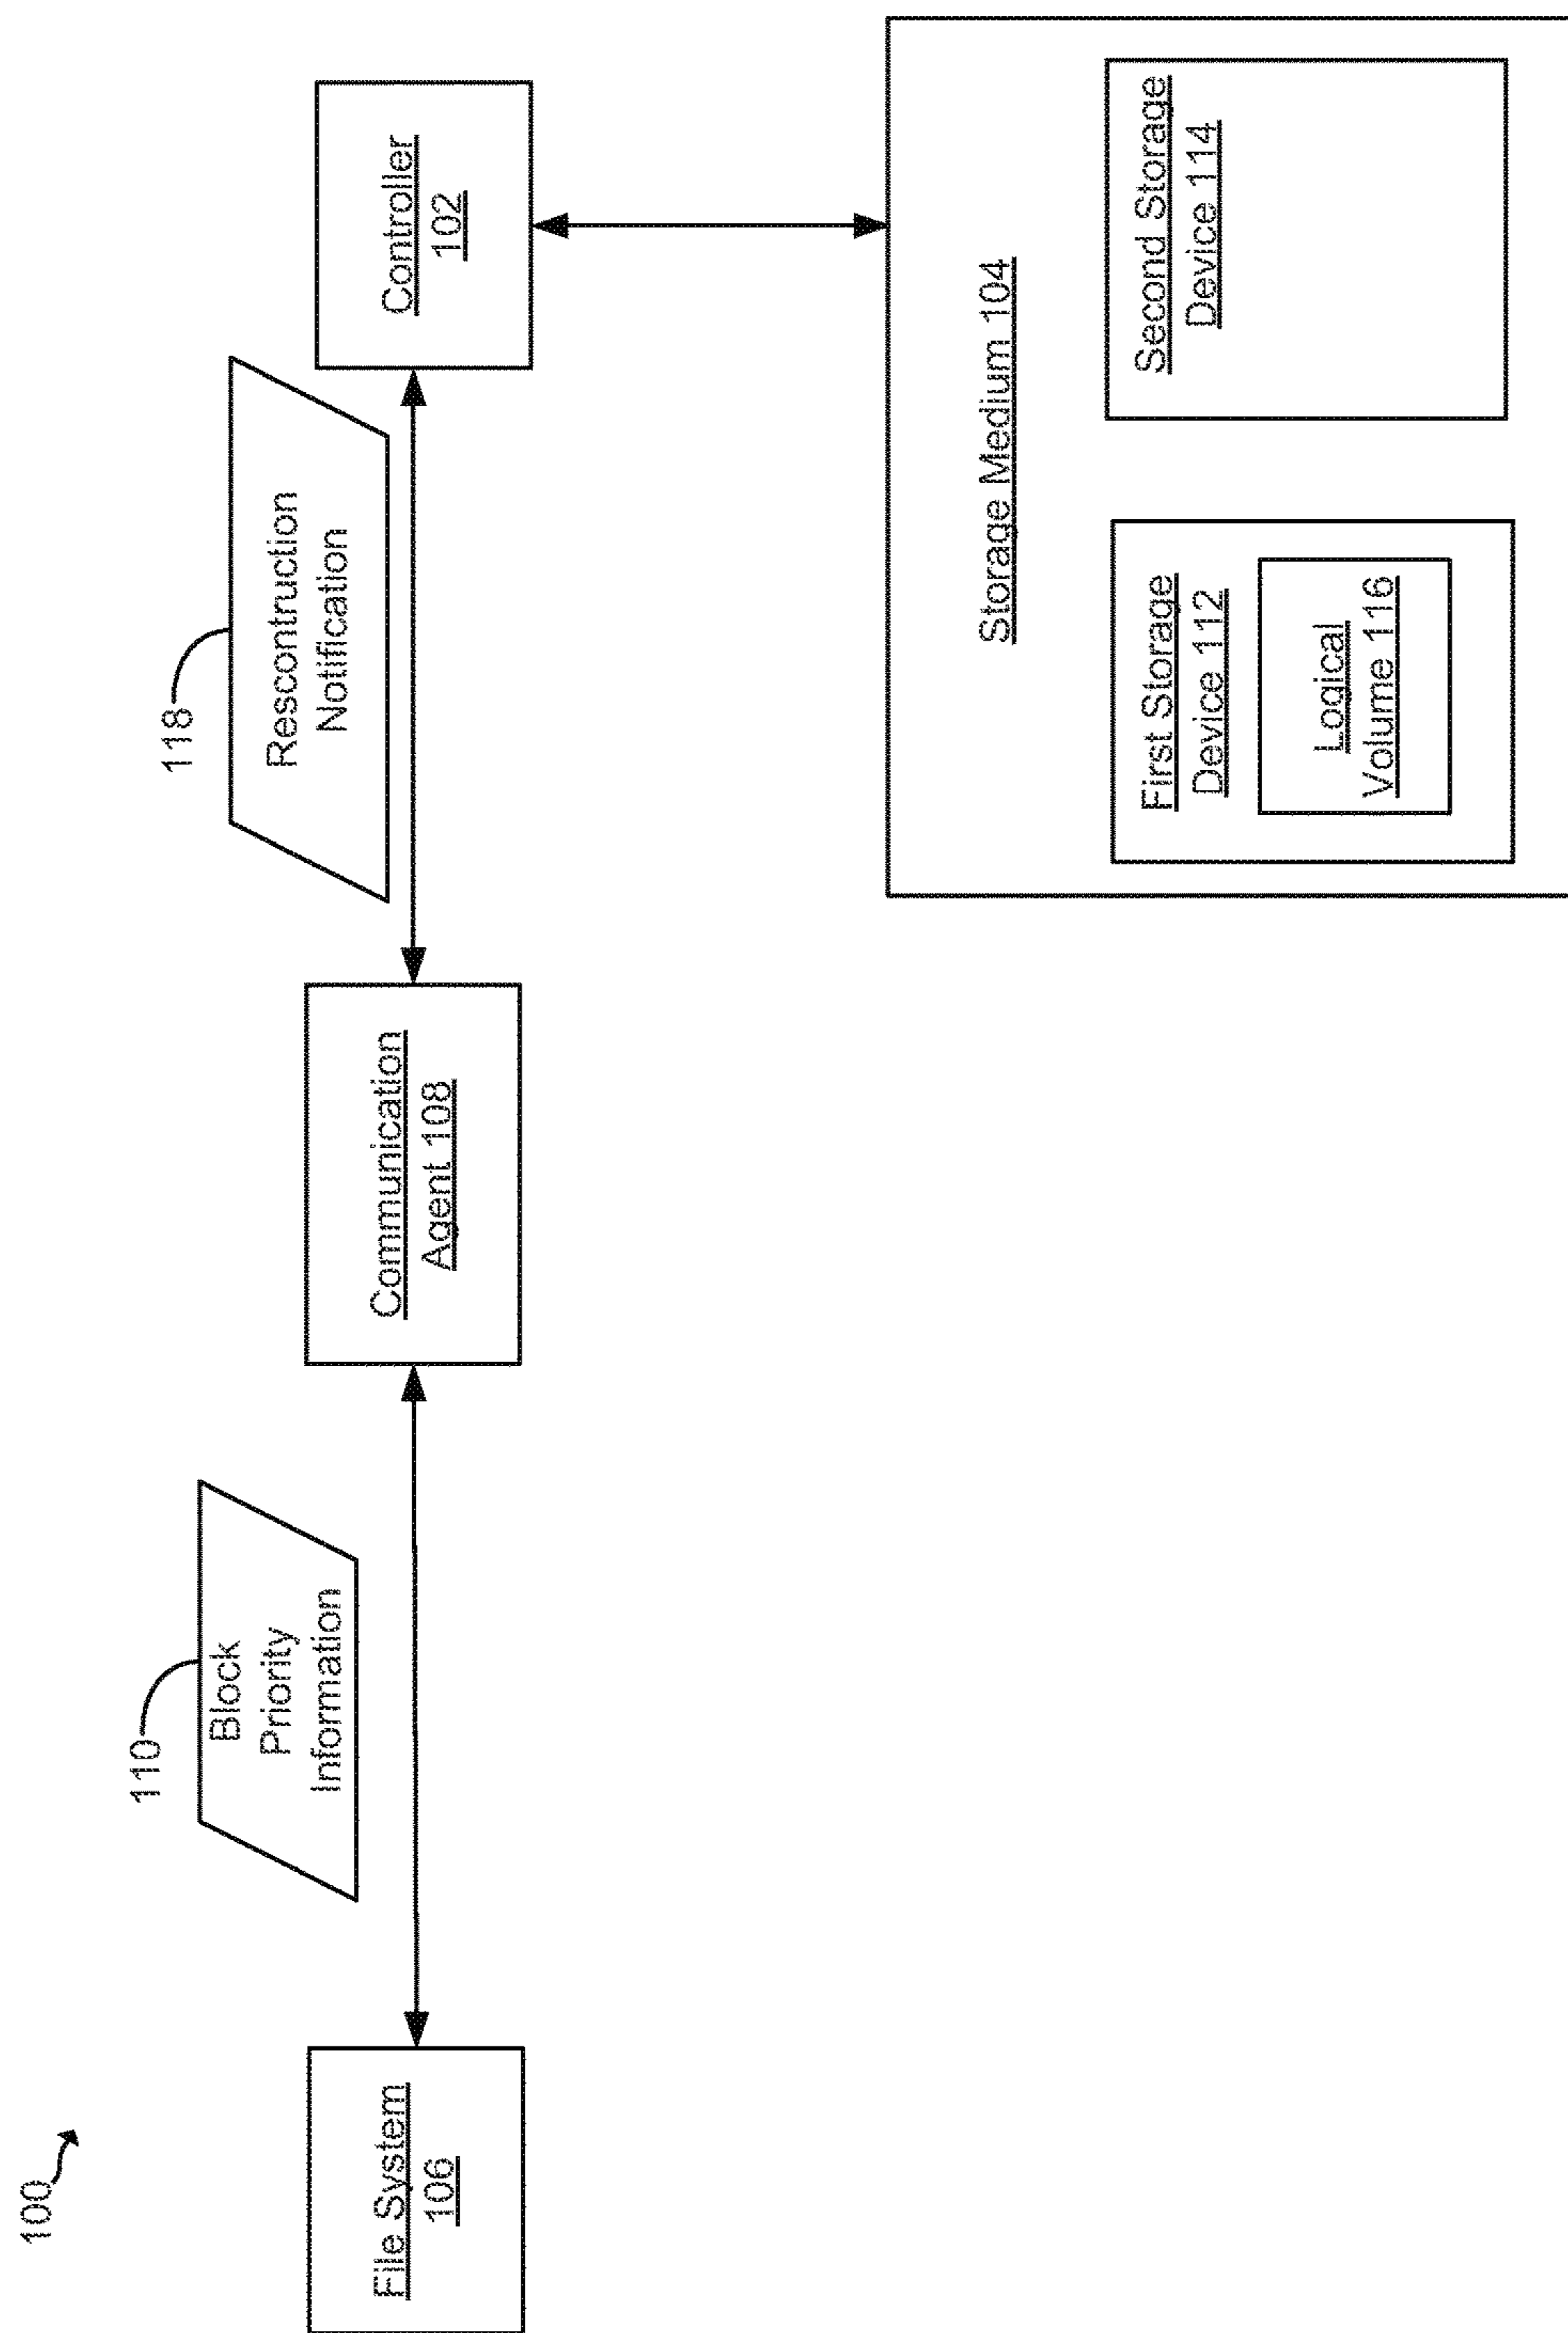 100
110
Block
Priority
Information
118
Rescontruction
Notification
File System
106
Communication
Agent 108
Controller
102
Storage Medium 104
First Storage
Device 112
Logical
Volume 116
Second Storage
Device 114